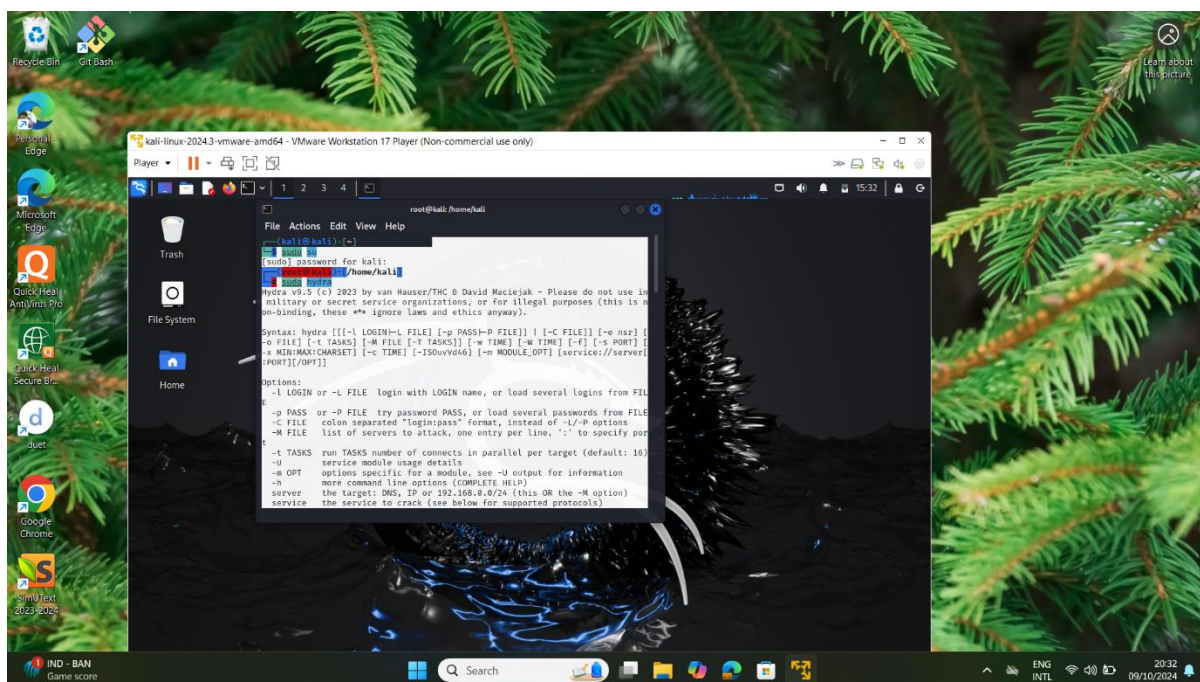 Recycle Bin
Git Bash
Learn about
this picture
Personal
Edge
Microsoft
Edge
Quick Heal
AntiVirus Pro
Quick Heal
Secure Br...
d
duet
Google
Chrome
SimUText
2023-2024
kali-linux-2024.3-vmware-amd64 - VMware Workstation 17 Player (Non-commercial use only)
Player
1 2 3 4
15:32
Trash
File System
Home
root@kali: /home/kali
File Actions Edit View Help
┌──(kali㉿kali)-[~]
└─$ sudo su
[sudo] password for kali:
┌──(root㉿kali)-[/home/kali]
└─# sudo hydra
Hydra v9.5 (c) 2023 by van Hauser/THC & David Maciejak - Please do not use in
military or secret service organizations, or for illegal purposes (this is n
on-binding, these *** ignore laws and ethics anyway).
Syntax: hydra [[[-l LOGIN|-L FILE] [-p PASS|-P FILE]] | [-C FILE]] [-e nsr] [
-o FILE] [-t TASKS] [-M FILE [-T TASKS]] [-w TIME] [-W TIME] [-f] [-s PORT] [
-x MIN:MAX:CHARSET] [-c TIME] [-ISOuvVd46] [-m MODULE_OPT] [service://server[
:PORT][/OPT]]
Options:
-l LOGIN or -L FILE login with LOGIN name, or load several logins from FIL
E
-p PASS or -P FILE try password PASS, or load several passwords from FILE
-C FILE colon separated "login:pass" format, instead of -L/-P options
-M FILE list of servers to attack, one entry per line, ':' to specify por
t
-t TASKS run TASKS number of connects in parallel per target (default: 16)
-U service module usage details
-m OPT options specific for a module, see -U output for information
-h more command line options (COMPLETE HELP)
server the target: DNS, IP or 192.168.0.0/24 (this OR the -M option)
service the service to crack (see below for supported protocols)
1
IND - BAN
Game score
Search
ENG
INTL
20:32
09/10/2024